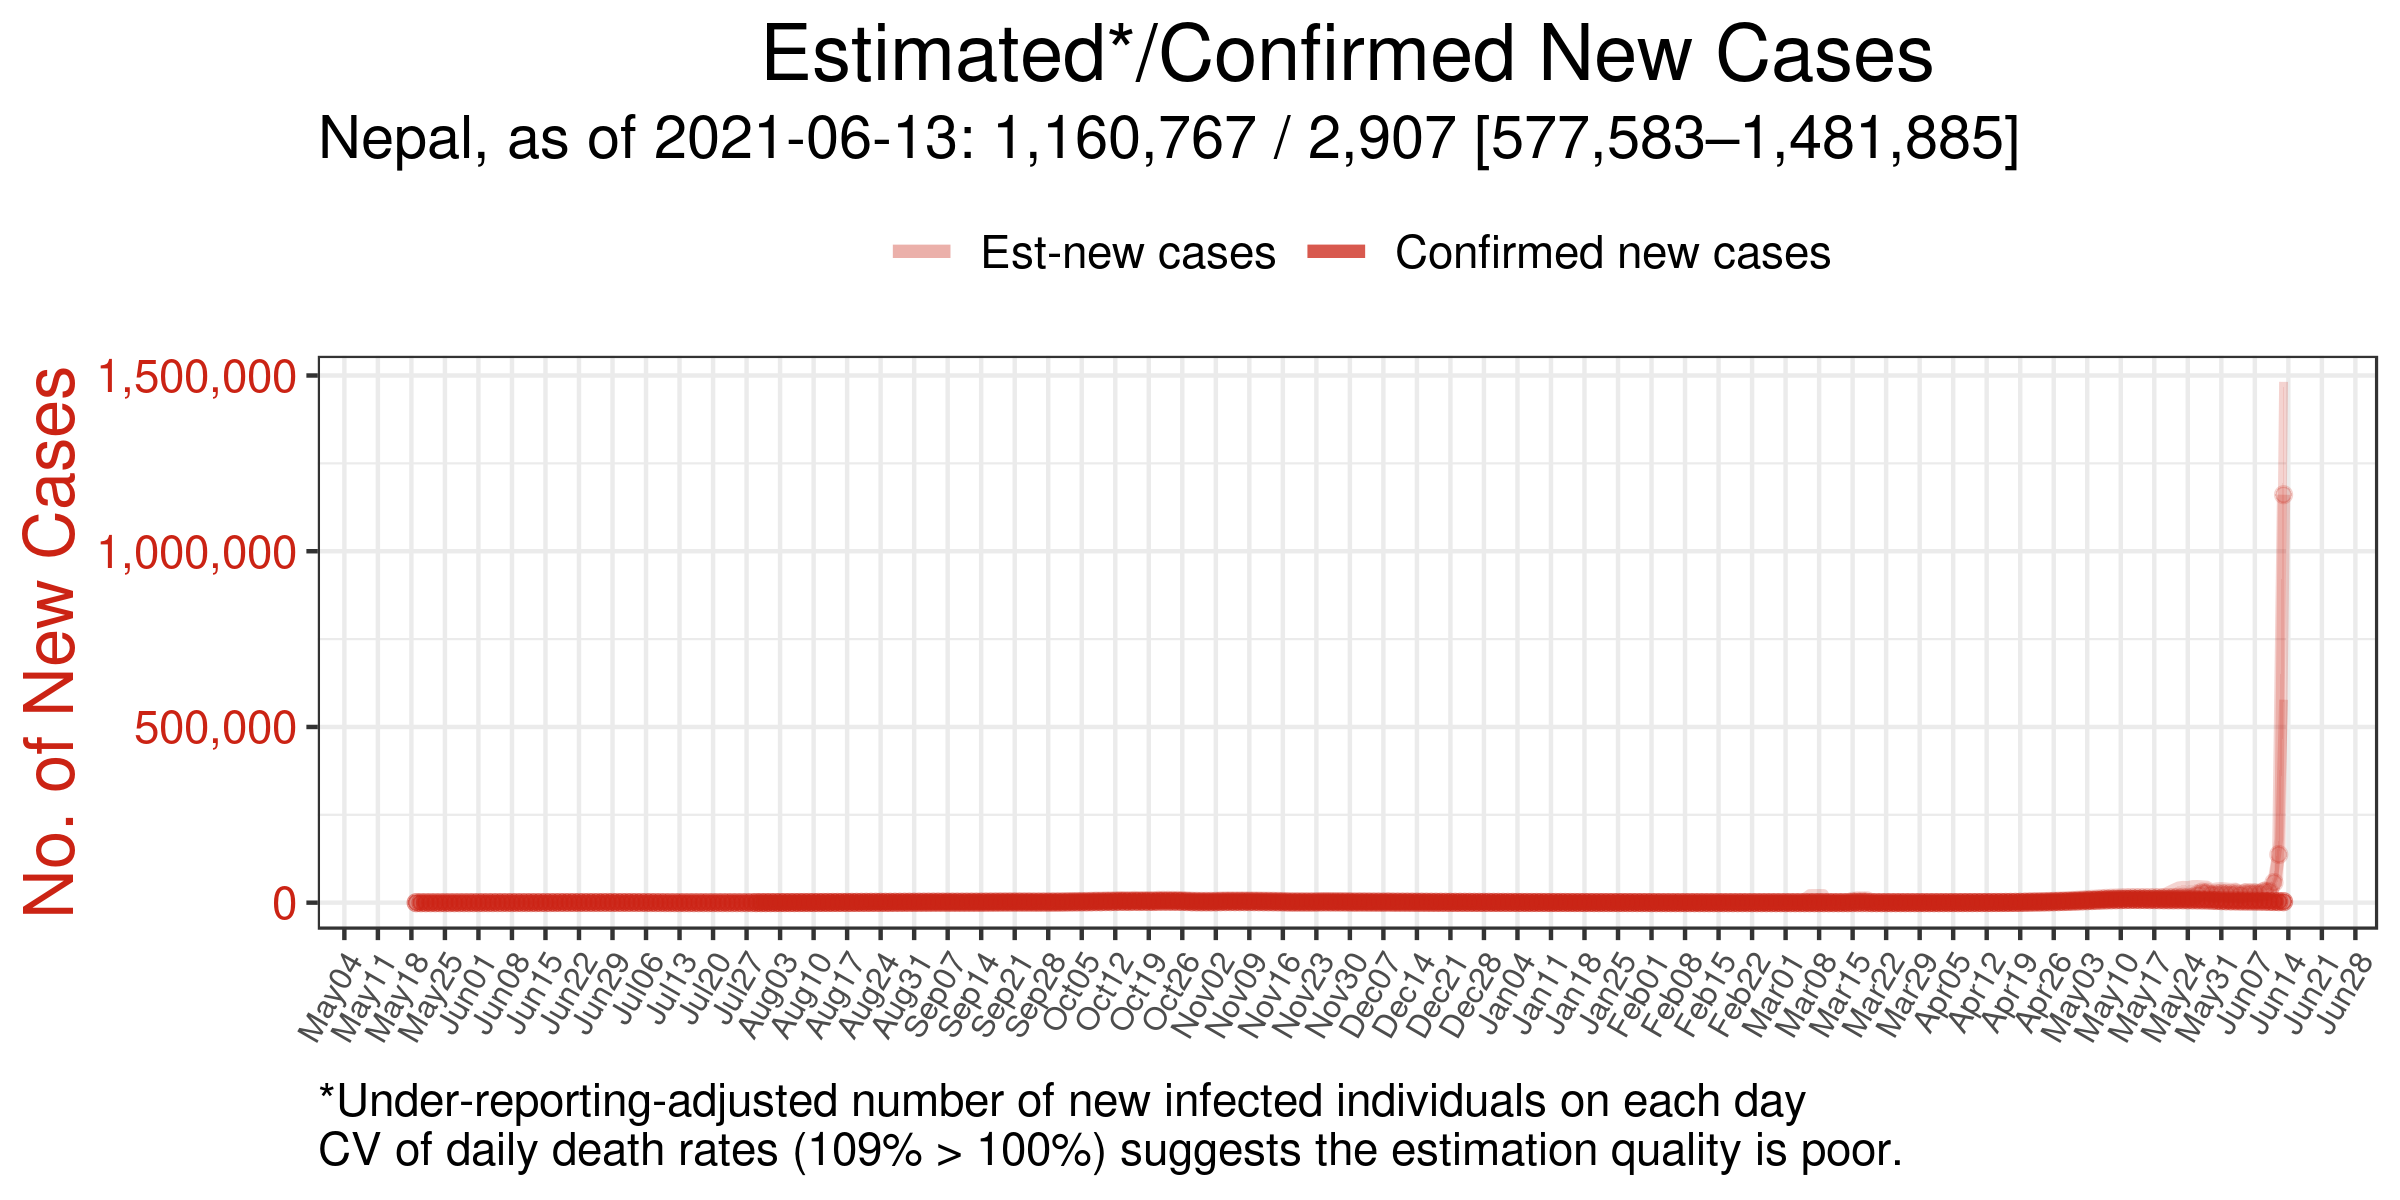 Estimated*/Confirmed New Cases
Nepal, as of 2021-06-13: 1,160,767 / 2,907 [577,583–1,481,885]
Est-new cases
Confirmed new cases
No. of New Cases
1,500,000
1,000,000
500,000
0
May04
May11
May18
May25
Jun01
Jun08
Jun15
Jun22
Jun29
Jul06
Jul13
Jul20
Jul27
Aug03
Aug10
Aug17
Aug24
Aug31
Sep07
Sep14
Sep21
Sep28
Oct05
Oct12
Oct19
Oct26
Nov02
Nov09
Nov16
Nov23
Nov30
Dec07
Dec14
Dec21
Dec28
Jan04
Jan11
Jan18
Jan25
Feb01
Feb08
Feb15
Feb22
Mar01
Mar08
Mar15
Mar22
Mar29
Apr05
Apr12
Apr19
Apr26
May03
May10
May17
May24
May31
Jun07
Jun14
Jun21
Jun28
*Under-reporting-adjusted number of new infected individuals on each day
CV of daily death rates (109% > 100%) suggests the estimation quality is poor.